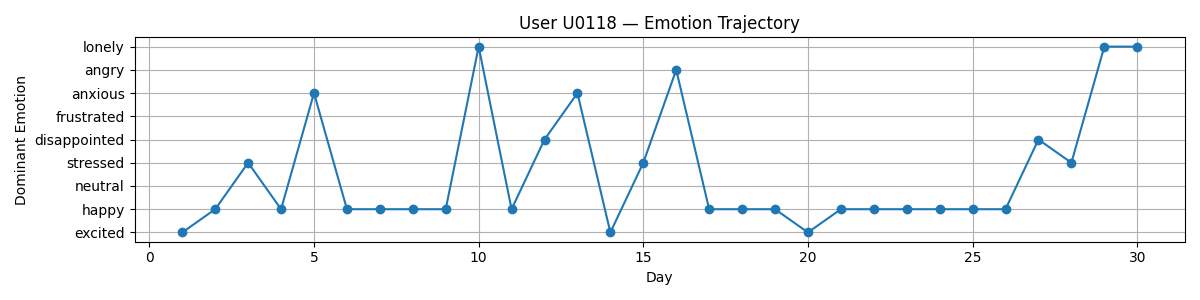 User U0118 — Emotion Trajectory
Dominant Emotion
lonely
angry
anxious
frustrated
disappointed
stressed
neutral
happy
excited
0 5 10 15 20 25 30
Day